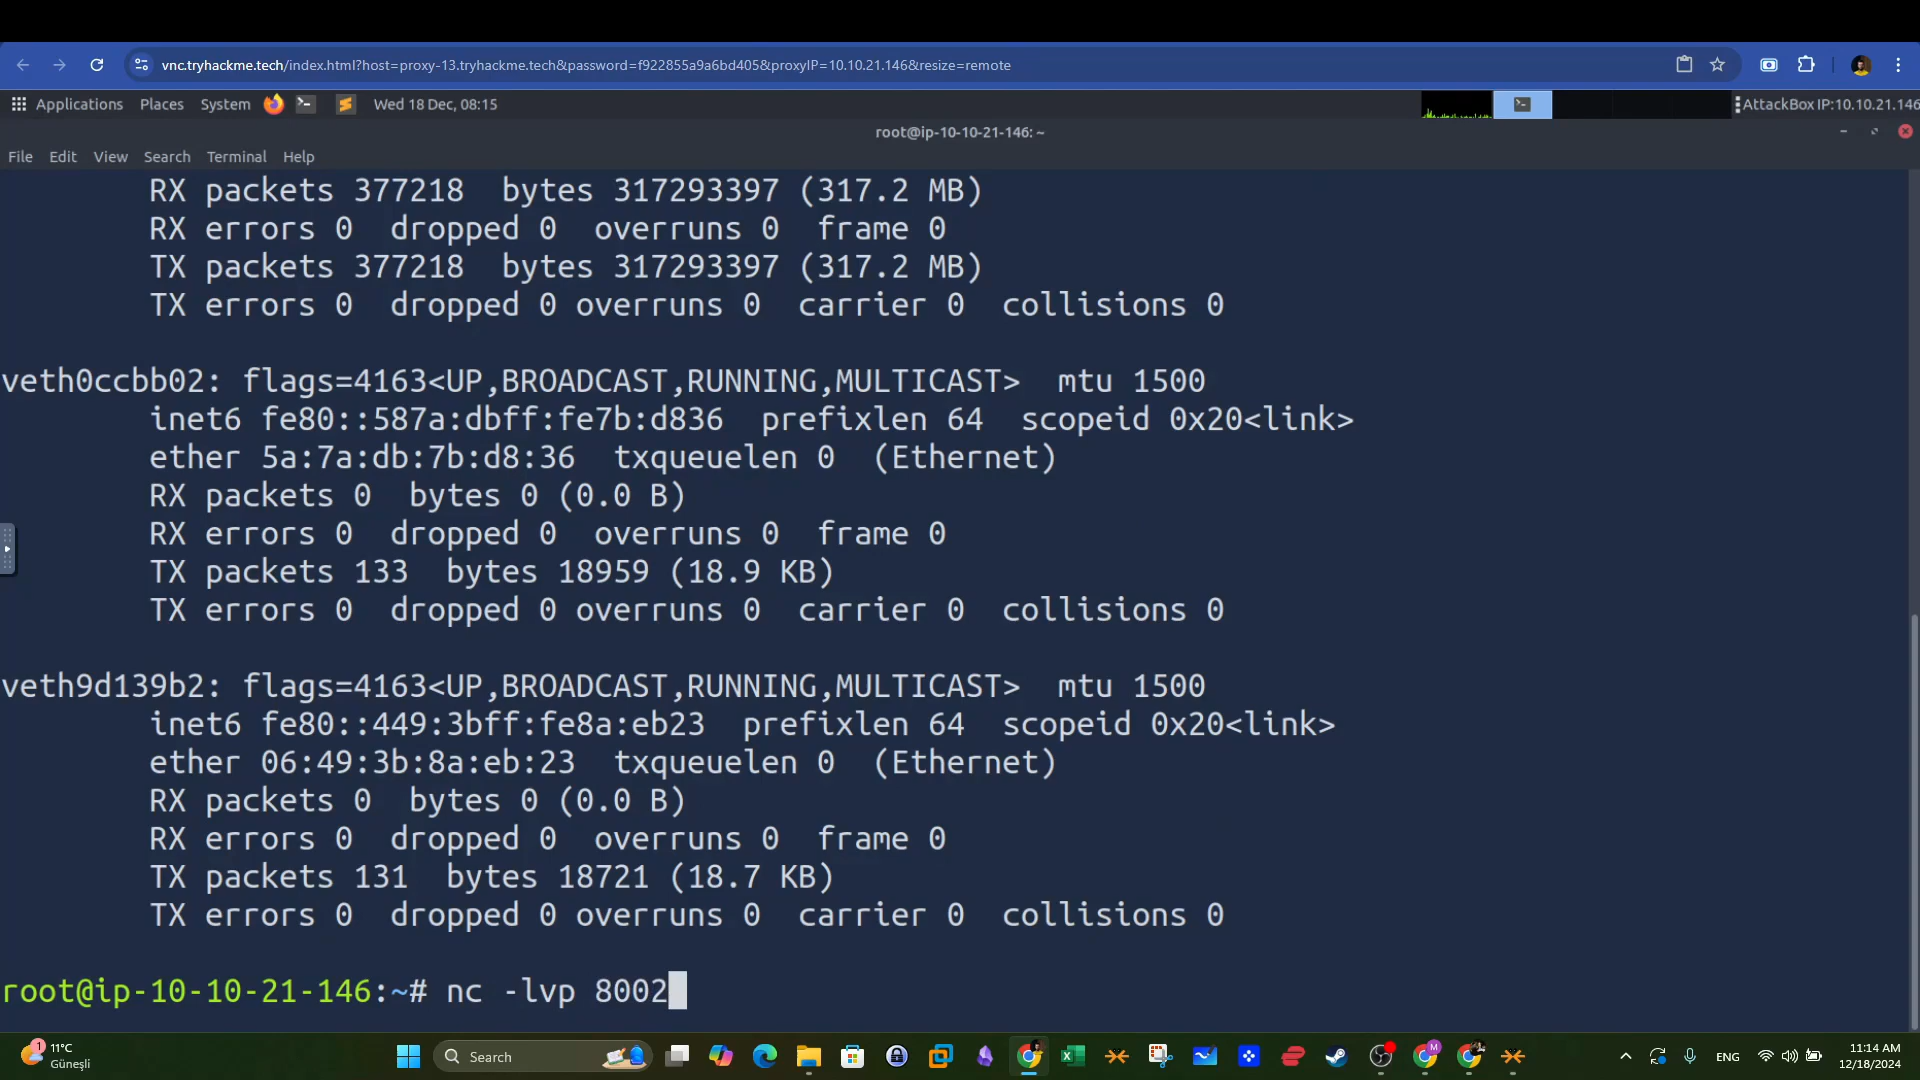 vnc.tryhackme.tech/index.html?host=proxy-13.tryhackme.tech&password=f922855a9a6bd405&proxyIP=10.10.21.146&resize=remote
Applications Places System Wed 18 Dec, 08:15 AttackBox IP:10.10.21.146
root@ip-10-10-21-146: ~
File Edit View Search Terminal Help
RX packets 377218 bytes 317293397 (317.2 MB)
RX errors 0 dropped 0 overruns 0 frame 0
TX packets 377218 bytes 317293397 (317.2 MB)
TX errors 0 dropped 0 overruns 0 carrier 0 collisions 0
veth0ccbb02: flags=4163<UP,BROADCAST,RUNNING,MULTICAST> mtu 1500
inet6 fe80::587a:dbff:fe7b:d836 prefixlen 64 scopeid 0x20<link>
ether 5a:7a:db:7b:d8:36 txqueuelen 0 (Ethernet)
RX packets 0 bytes 0 (0.0 B)
RX errors 0 dropped 0 overruns 0 frame 0
TX packets 133 bytes 18959 (18.9 KB)
TX errors 0 dropped 0 overruns 0 carrier 0 collisions 0
veth9d139b2: flags=4163<UP,BROADCAST,RUNNING,MULTICAST> mtu 1500
inet6 fe80::449:3bff:fe8a:eb23 prefixlen 64 scopeid 0x20<link>
ether 06:49:3b:8a:eb:23 txqueuelen 0 (Ethernet)
RX packets 0 bytes 0 (0.0 B)
RX errors 0 dropped 0 overruns 0 frame 0
TX packets 131 bytes 18721 (18.7 KB)
TX errors 0 dropped 0 overruns 0 carrier 0 collisions 0
root@ip-10-10-21-146:~# nc -lvp 8002
1 11°C
Güneşli
Search
M
ENG
11:14 AM
12/18/2024